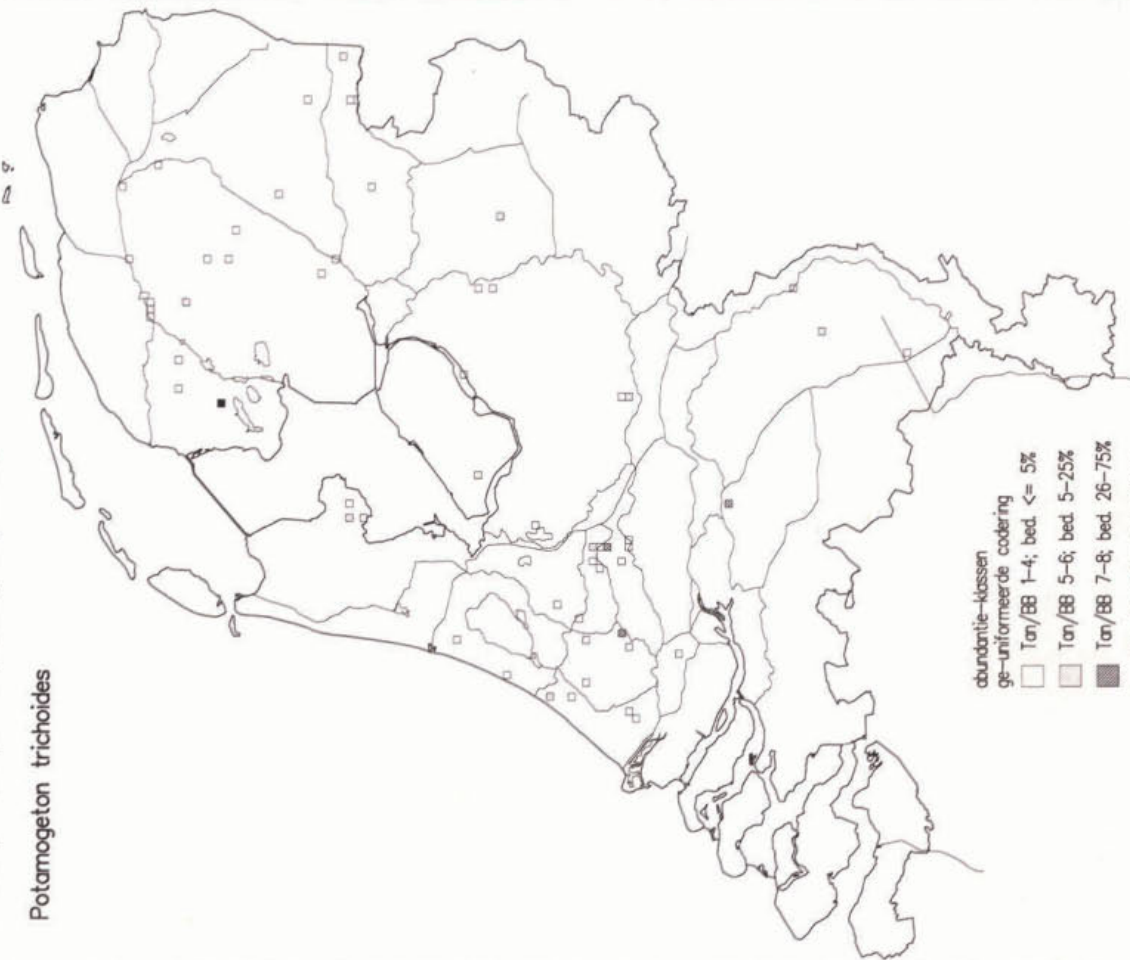 Potamogeton trichoides
abundantie-klassen
ge-uniformeerde codering
Tan/BB 1-4; bed. <= 5%
Tan/BB 5-6; bed. 5-25%
Tan/BB 7-8; bed. 26-75%